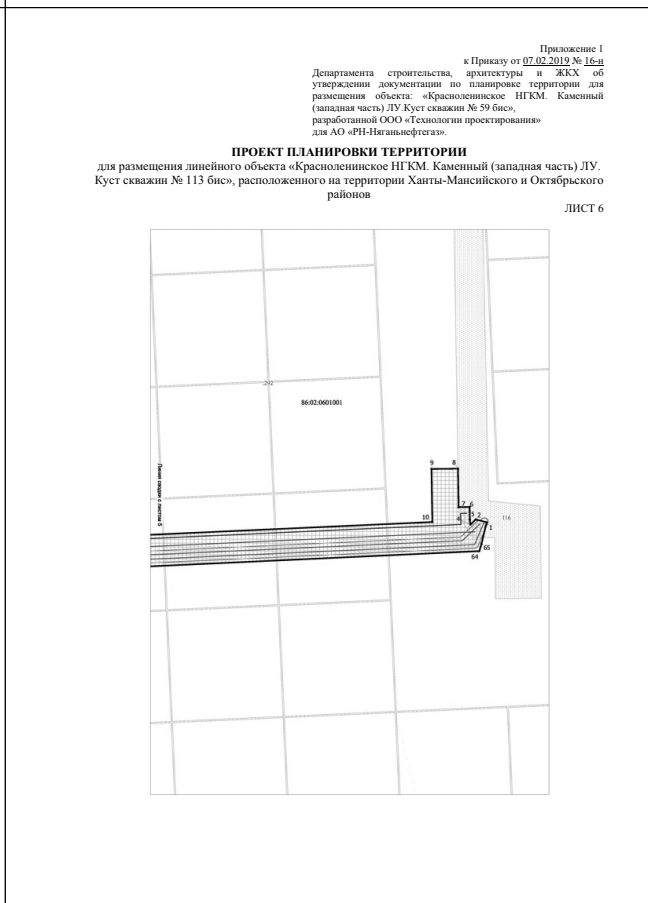 Приложение 1
к Приказу от 07.02.2019 № 16-н
Департамента строительства, архитектуры и ЖКХ об
утверждении документации по планировке территории для
размещения объекта: «Красноленинское НГКМ. Каменный
(западная часть) ЛУ.Куст скважин № 59 бис»,
разработанной ООО «Технологии проектирования»
для АО «РН-Няганьнефтегаз».
ПРОЕКТ ПЛАНИРОВКИ ТЕРРИТОРИИ
для размещения линейного объекта «Красноленинское НГКМ. Каменный (западная часть) ЛУ.
Куст скважин № 113 бис», расположенного на территории Ханты-Мансийского и Октябрьского
районов
ЛИСТ 6
:292
86:02:0601001
Линия сводки с листом 5
9
8
7
6
5
4
2
1
10
116
65
64